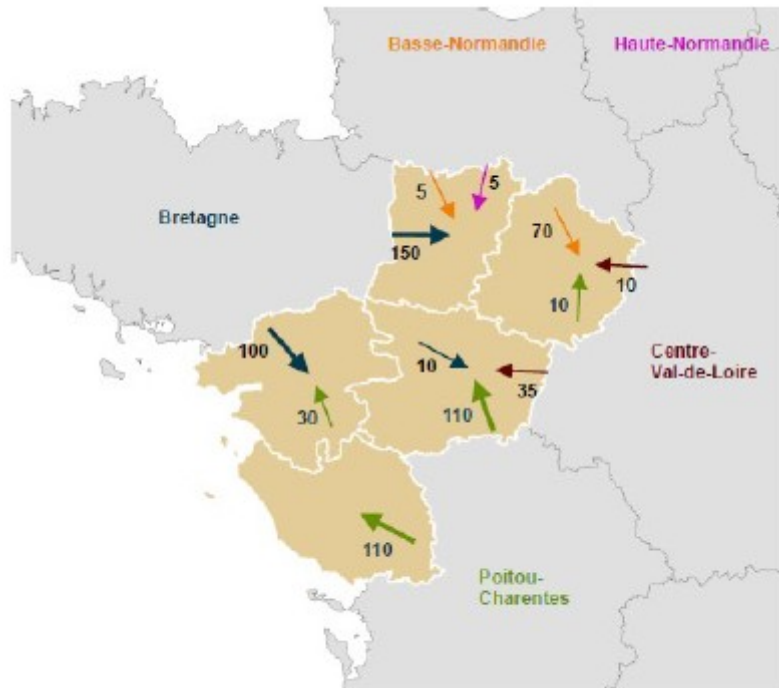 Basse-Normandie
Haute-Normandie
5
5
Bretagne
150
70
10
10
100
10
Centre-
Val-de-Loire
35
30
110
110
Poitou-
Charentes